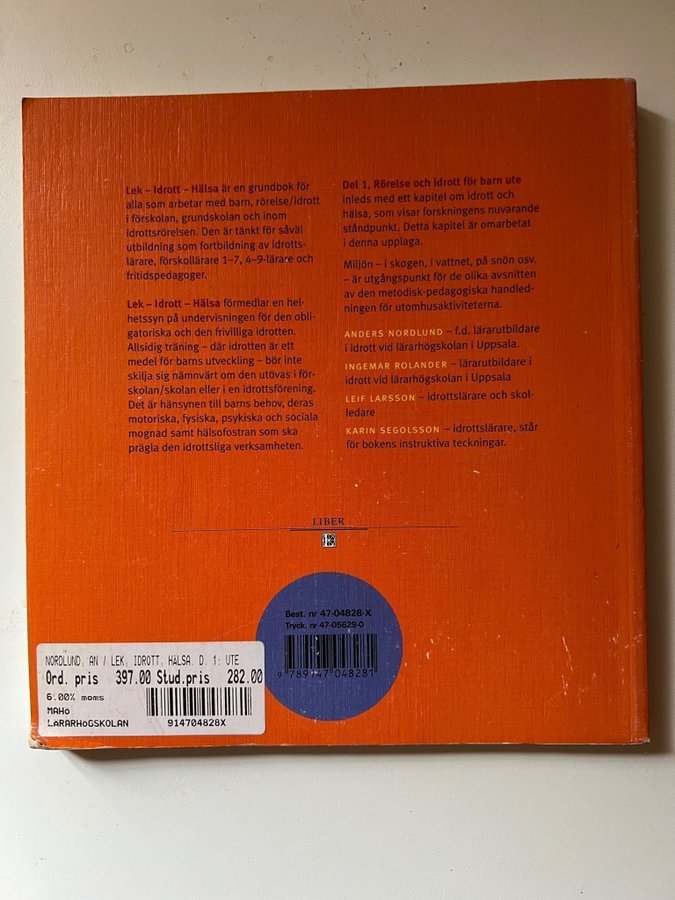 Lek – Idrott – Hälsa är en grundbok för
alla som arbetar med barn, rörelse/idrott
i förskolan, grundskolan och inom
idrottsrörelsen. Den är tänkt för såväl
utbildning som fortbildning av idrotts-
lärare, förskollärare 1–7, 4–9-lärare och
fritidspedagoger.
Lek – Idrott – Hälsa förmedlar en hel-
hetssyn på undervisningen för den obli-
gatoriska och den frivilliga idrotten.
Allsidig träning – där idrotten är ett
medel för barns utveckling – bör inte
skilja sig nämnvärt om den utövas i för-
skolan/skolan eller i en idrottsförening.
Det är hänsynen till barns behov, deras
motoriska, fysiska, psykiska och sociala
mognad samt hälsofostran som ska
prägla den idrottsliga verksamheten.
Del 1, Rörelse och idrott för barn ute
inleds med ett kapitel om idrott och
hälsa, som visar forskningens nuvarande
ståndpunkt. Detta kapitel är omarbetat
i denna upplaga.
Miljön – i skogen, i vattnet, på snön osv.
– är utgångspunkt för de olika avsnitten
av den metodisk-pedagogiska handled-
ningen för utomhusaktiviteterna.
ANDERS NORDLUND – f.d. lärarutbildare
i idrott vid lärarhögskolan i Uppsala.
INGEMAR ROLANDER – lärarutbildare i
idrott vid lärarhögskolan i Uppsala
LEIF LARSSON – idrottslärare och skol-
ledare
KARIN SEGOLSSON – idrottslärare, står
för bokens instruktiva teckningar.
LIBER
Best. nr 47-04828-X
Tryck. nr 47-05629-0
9 789147 048281
NORDLUND, AN / LEK, IDROTT, HÄLSA. D. 1: UTE
Ord. pris 397.00 Stud.pris 282.00
6.00% moms
MAHö
LÄRARHöGSKOLAN 914704828X